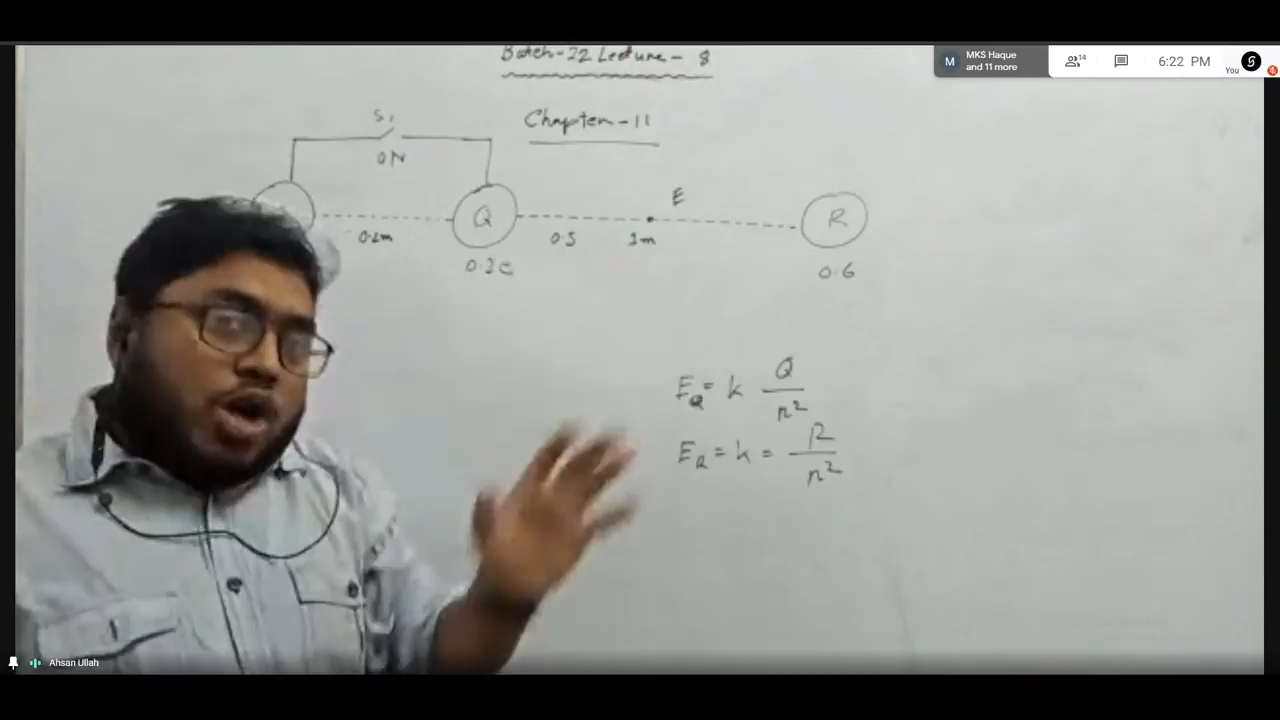 Batch-22 Lecture - 8
MKS Haque
and 11 more
14
6:22 PM
You
S1
Chapter-11
ON
E
Q
R
0.2m
0.5
1m
0.2C
0.6
EQ = k Q/r²
ER = k = R/r²
Ahsan Ullah